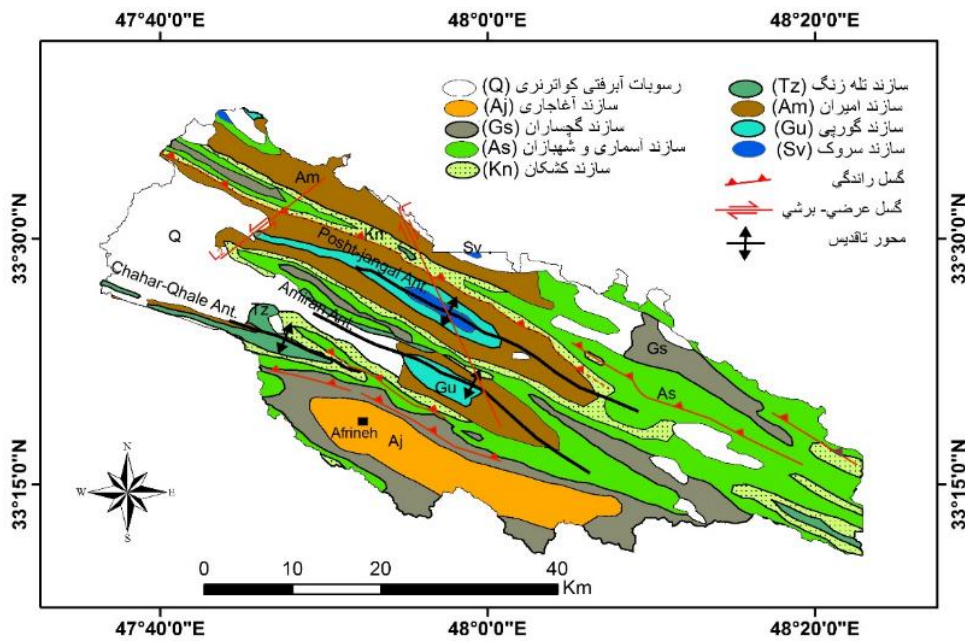 47°40'0"E 48°0'0"E 48°20'0"E
(Q) رسوبات آبرفتی کواترنری
(Aj) سازند آغاجاری
(Gs) سازند گچساران
(As) سازند آسماری و شهبازان
(Kn) سازند کشکان
(Tz) سازند تله زنگ
(Am) سازند امیران
(Gu) سازند گورپی
(Sv) سازند سروک
گسل راندگی
گسل عرضی- برشی
محور تاقدیس
33°30'0"N 33°30'0"N
33°15'0"N 33°15'0"N
Am
Kn
Sv
Q
Posht-jangal Ant.
Chahar-Qhale Ant.
Tz
Amiran Ant.
Gs
As
Gu
Aj
Afrineh
N
W E
S
0 10 20 40
Km
47°40'0"E 48°0'0"E 48°20'0"E